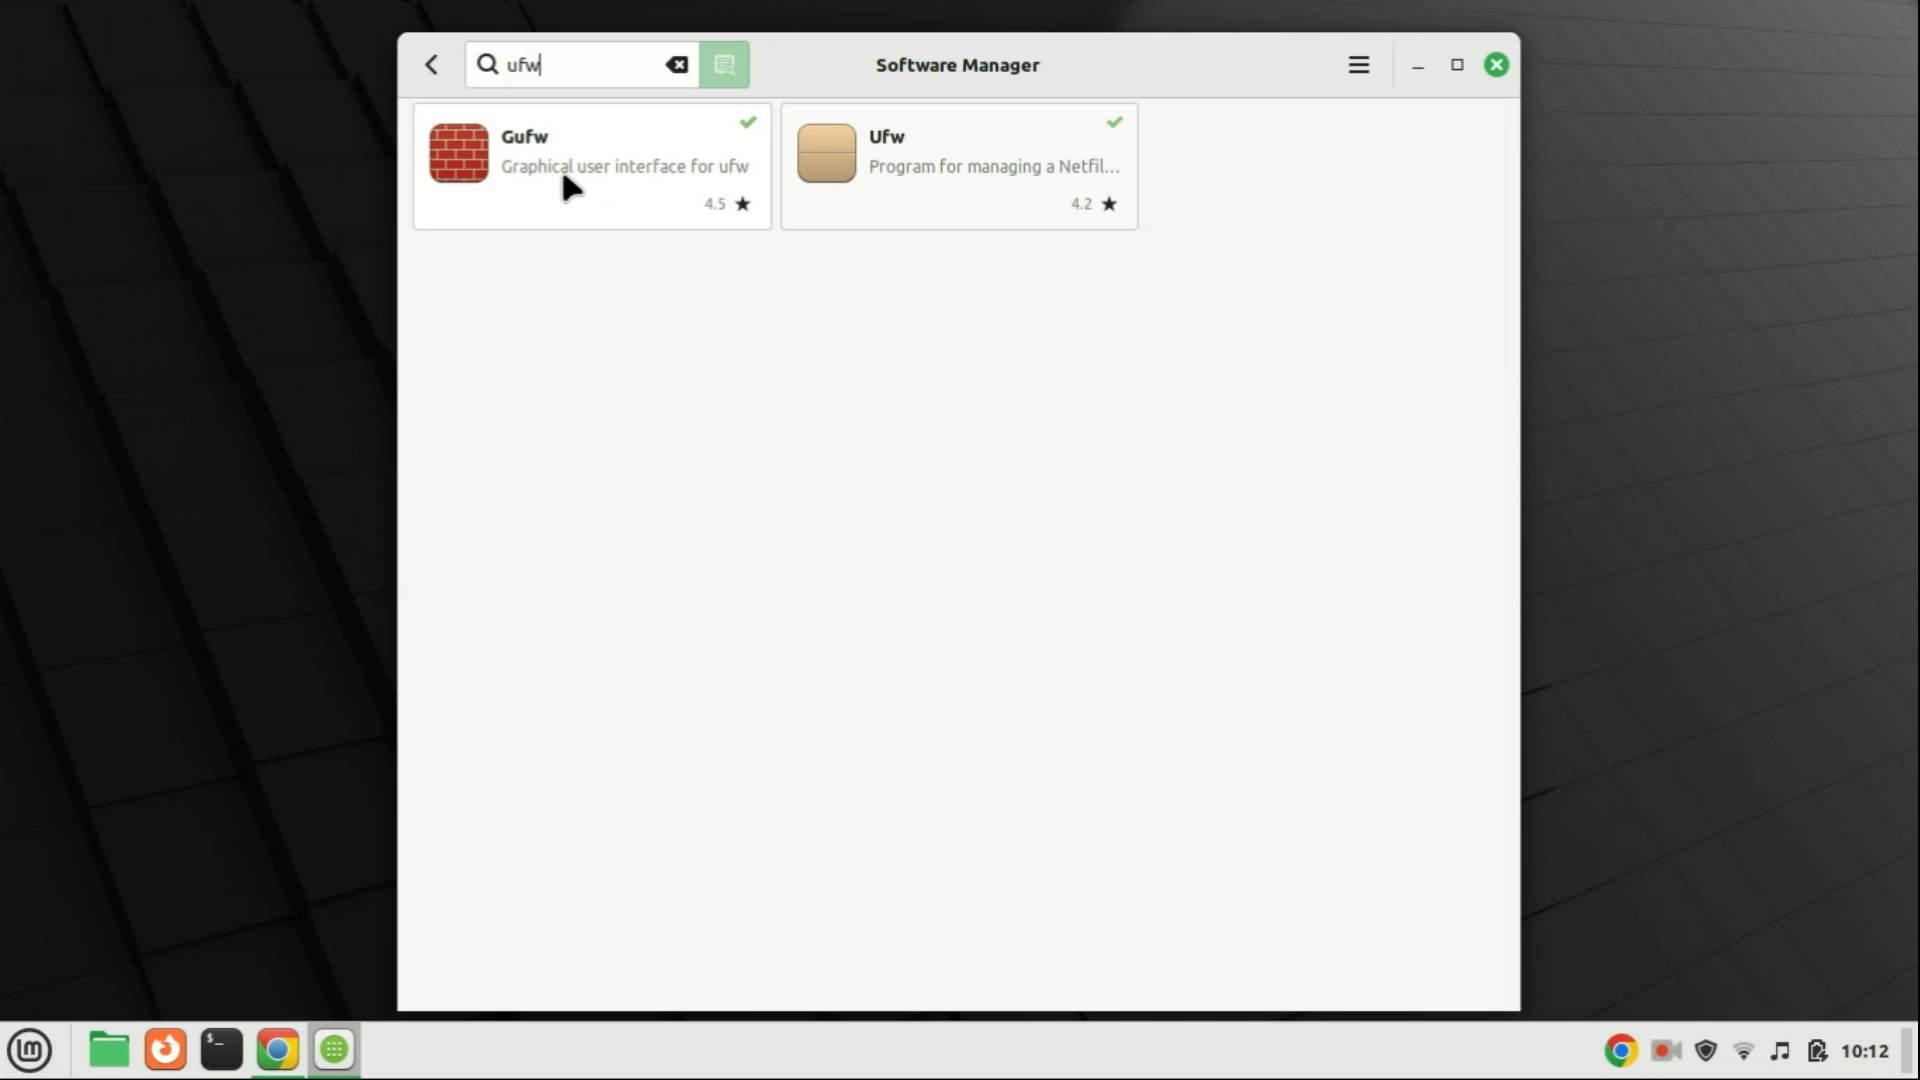 ufw
Software Manager
Gufw
Graphical user interface for ufw
4.5
Ufw
Program for managing a Netfil...
4.2
$_
10:12